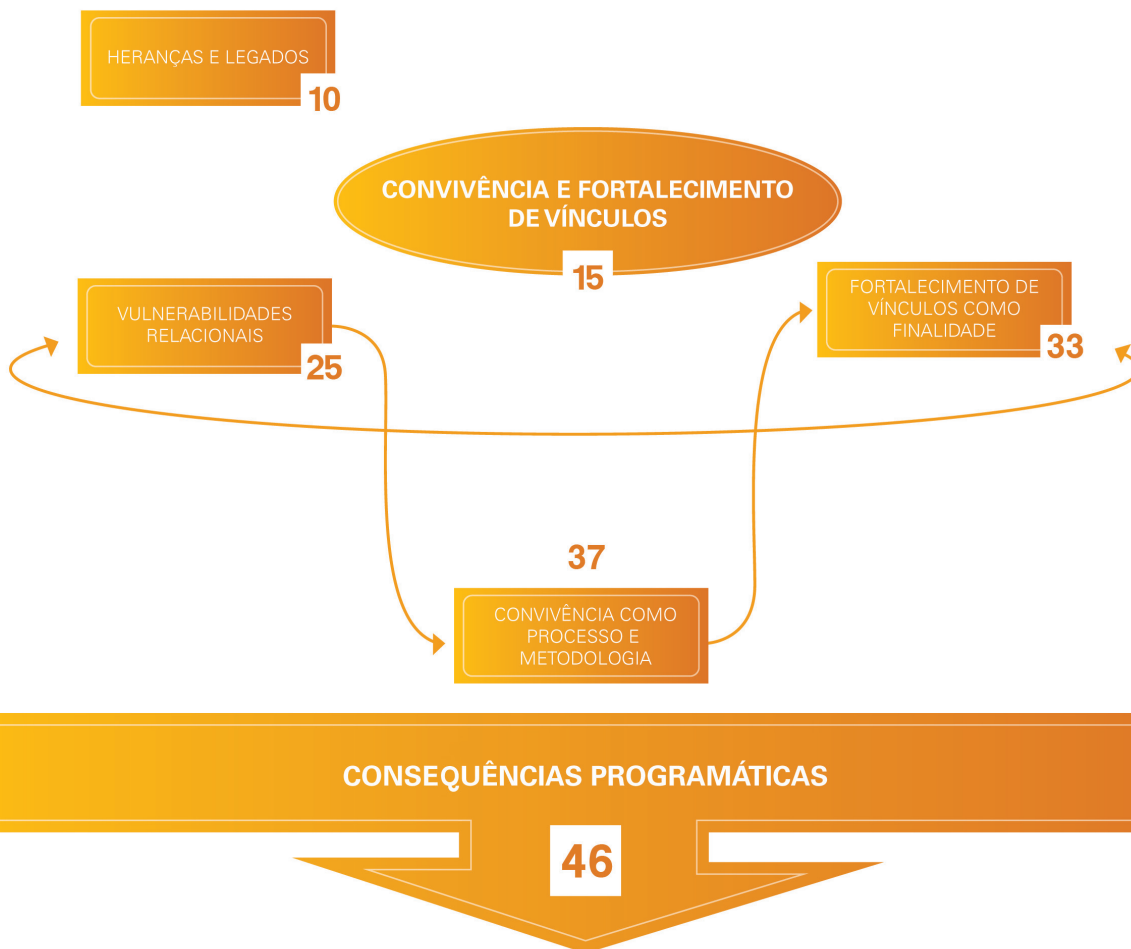 HERANÇAS E LEGADOS
10
CONVIVÊNCIA E FORTALECIMENTO
DE VÍNCULOS
15
VULNERABILIDADES
RELACIONAIS
25
FORTALECIMENTO DE
VÍNCULOS COMO
FINALIDADE
33
37
CONVIVÊNCIA COMO
PROCESSO E
METODOLOGIA
CONSEQUÊNCIAS PROGRAMÁTICAS
46